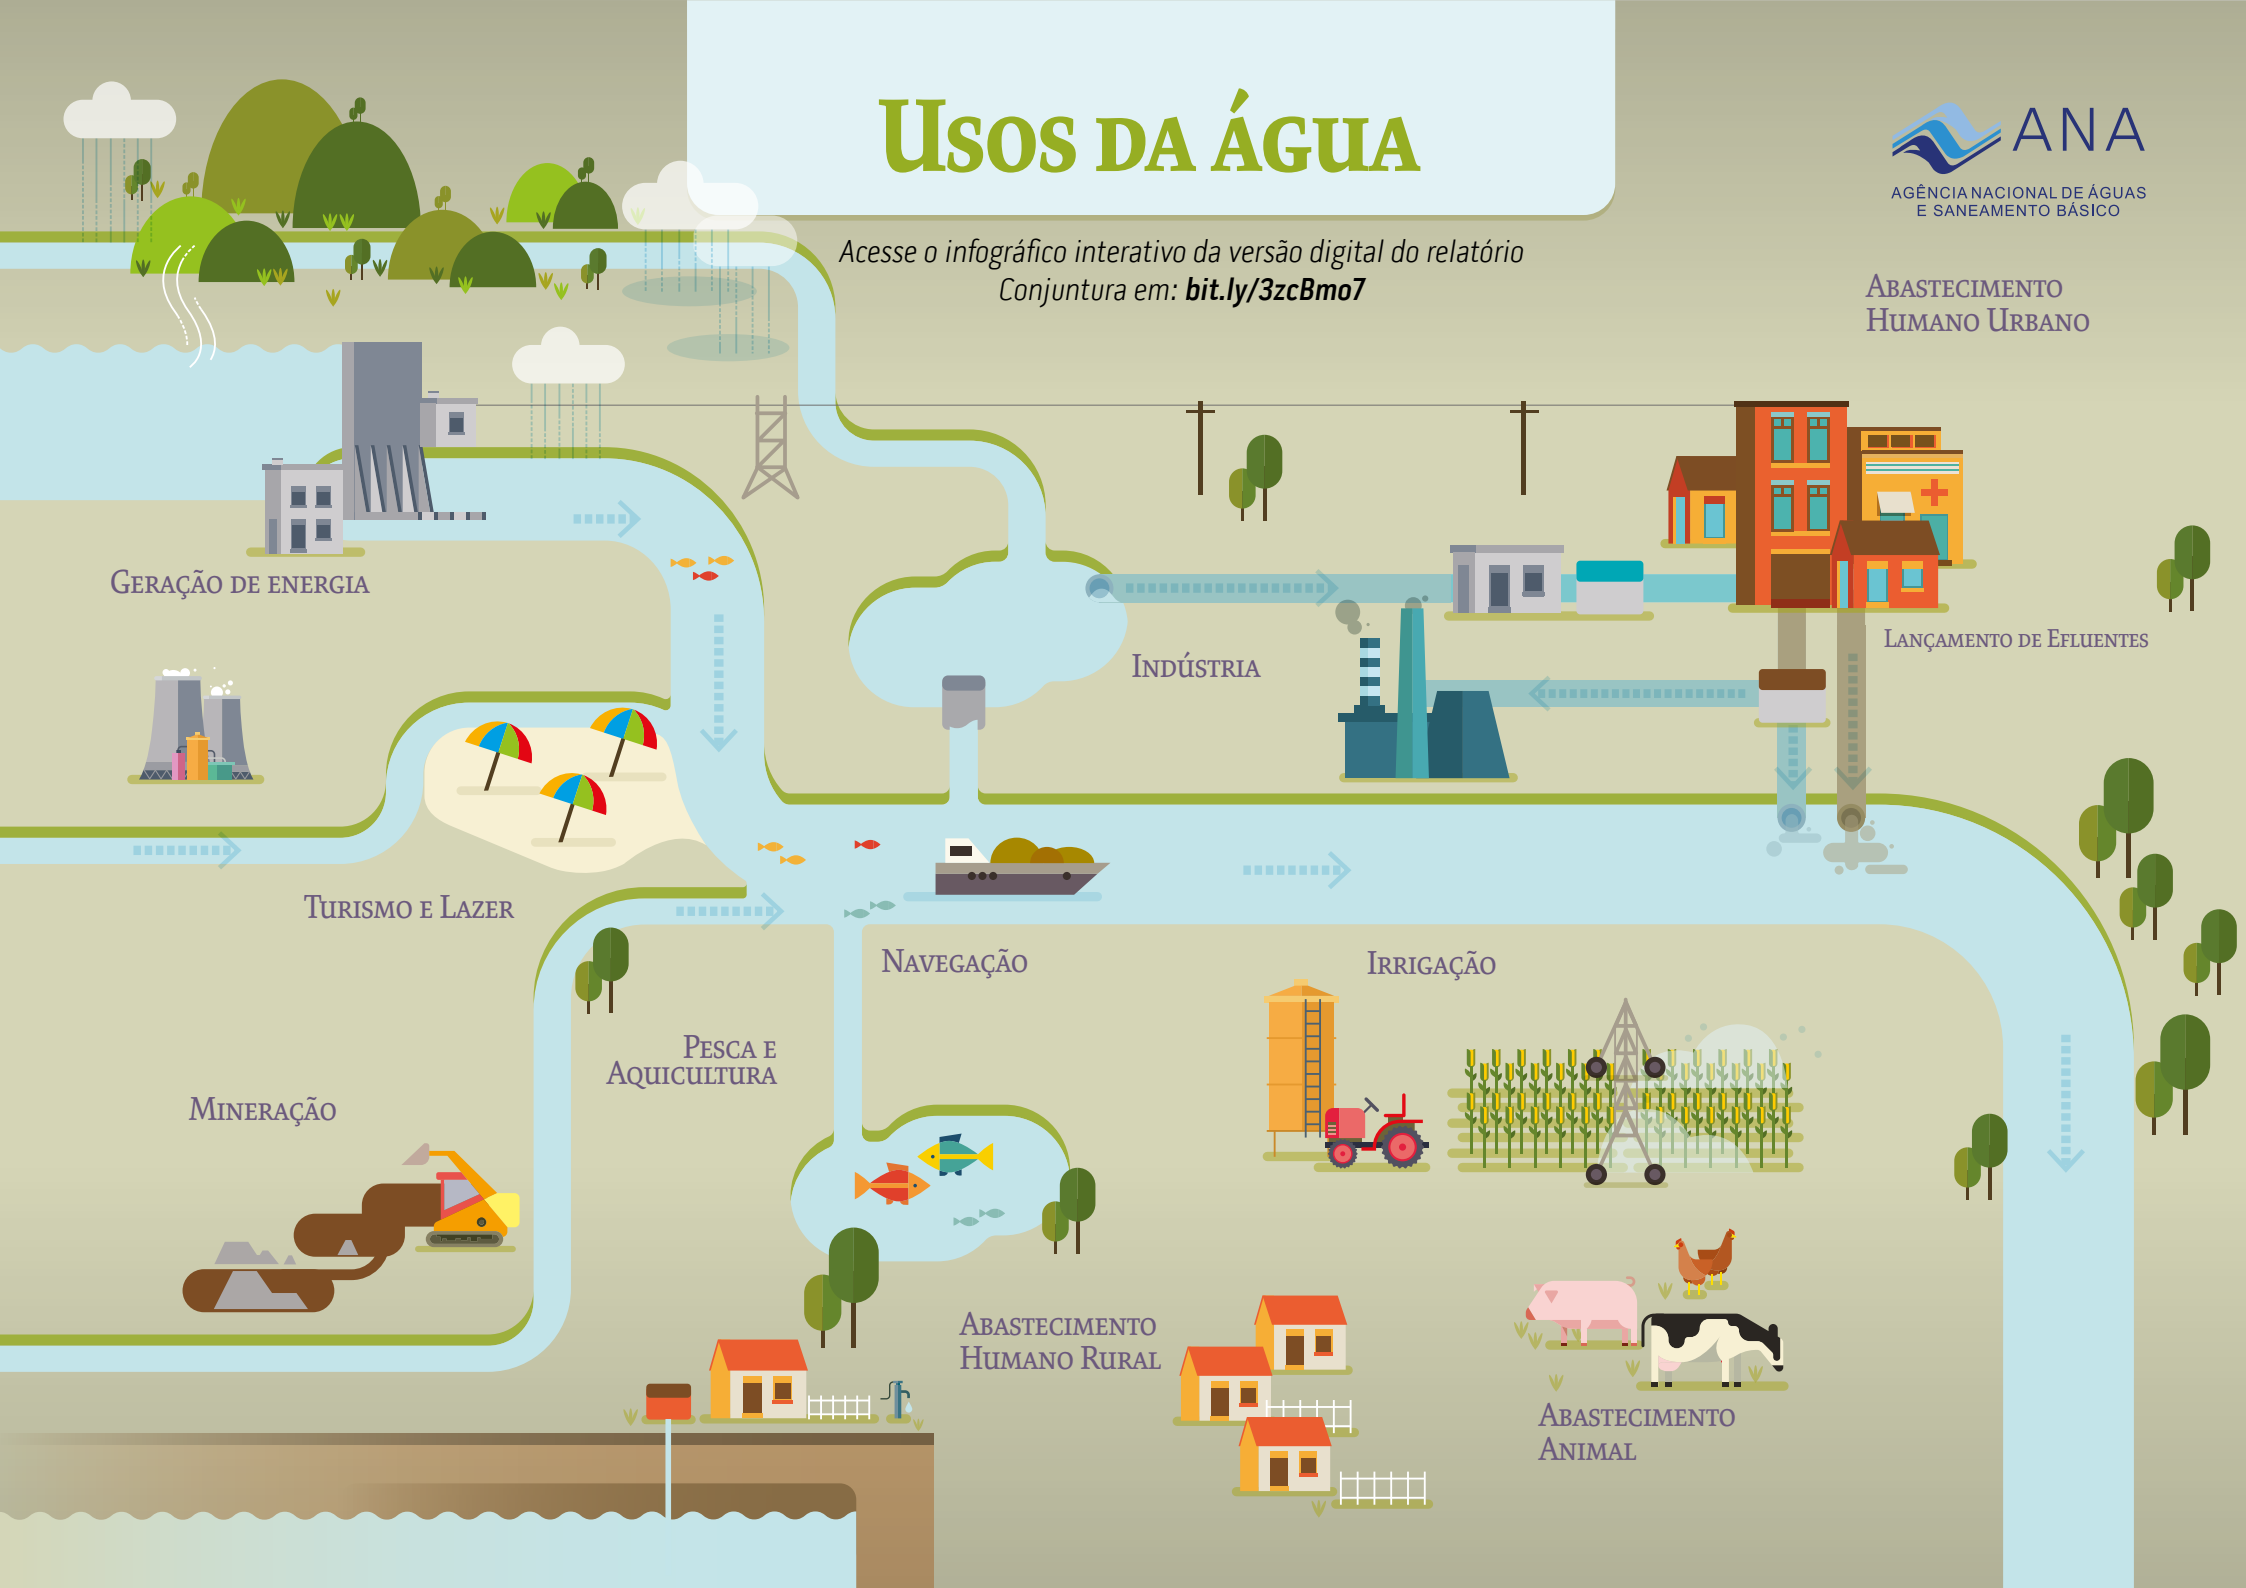 Usos da água
ANA
AGÊNCIA NACIONAL DE ÁGUAS
E SANEAMENTO BÁSICO
Acesse o infográfico interativo da versão digital do relatório
Conjuntura em: bit.ly/3zcBmo7
Abastecimento
Humano Urbano
Geração de energia
Indústria
Lançamento de Efluentes
Turismo e Lazer
Navegação
Irrigação
Pesca e
Aquicultura
Mineração
Abastecimento
Humano Rural
Abastecimento
Animal